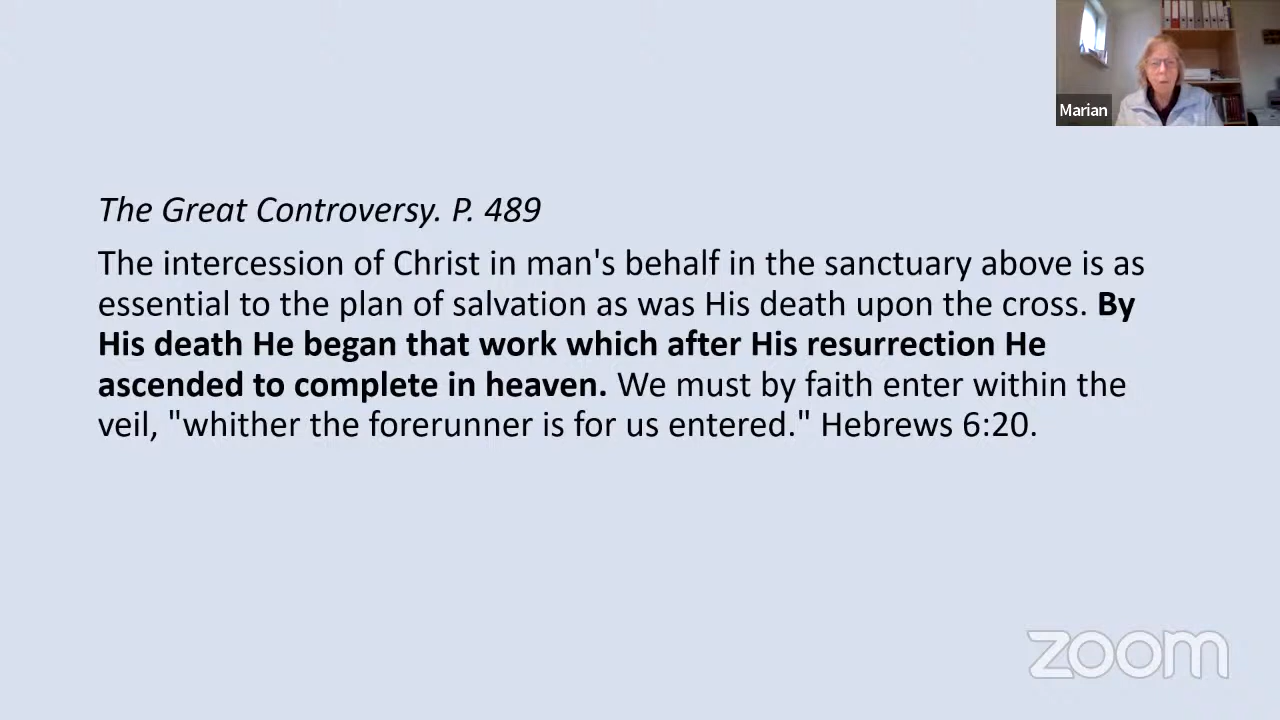 Marian
The Great Controversy. P. 489
The intercession of Christ in man's behalf in the sanctuary above is as
essential to the plan of salvation as was His death upon the cross. By
His death He began that work which after His resurrection He
ascended to complete in heaven. We must by faith enter within the
veil, "whither the forerunner is for us entered." Hebrews 6:20.
zoom